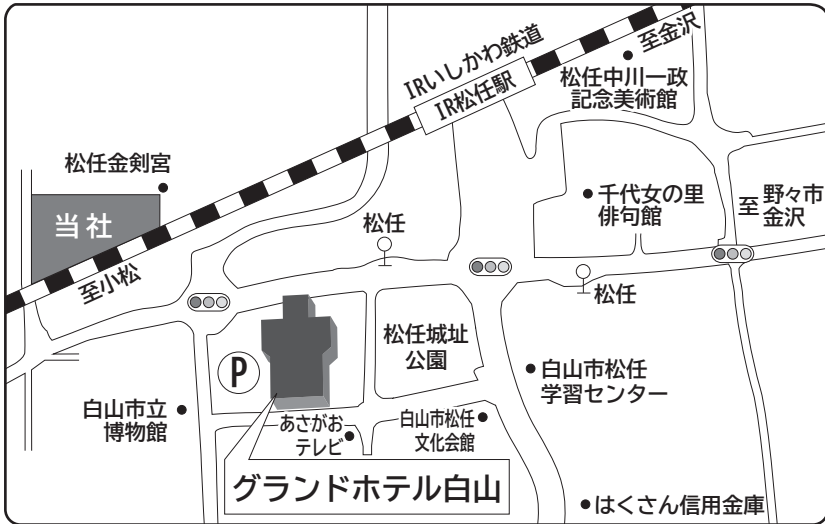 IRいしかわ鉄道
IR松任駅
至金沢
松任中川一政
記念美術館
松任金剣宮
当社
至小松
松任
千代女の里
俳句館
至
野々市
金沢
松任
松任城址
公園
P
白山市松任
学習センター
白山市立
博物館
あさがお
テレビ
白山市松任
文化会館
グランドホテル白山
はくさん信用金庫